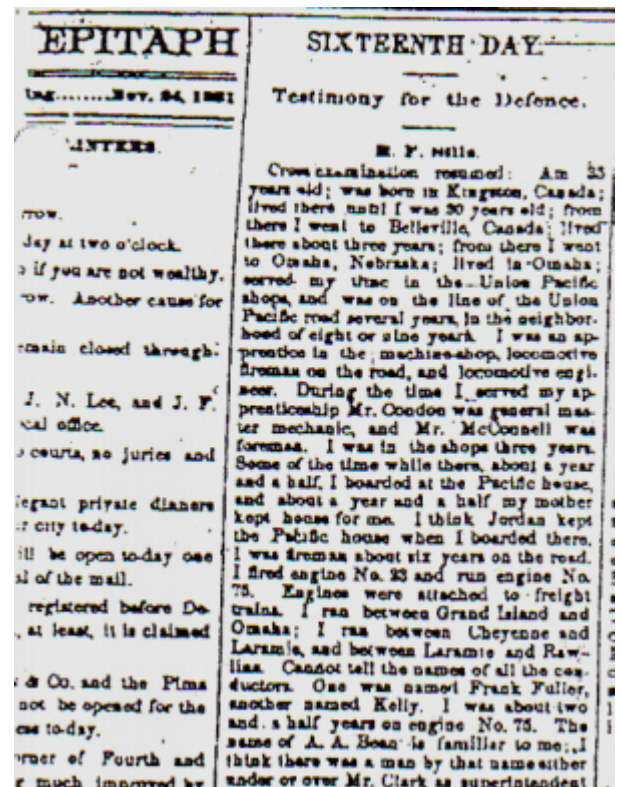 EPITAPH
Nov. 24, 1881
row.
day at two o'clock.
if you are not wealthy.
row. Another cause for
emain closed through-
J. N. Lee, and J. F.
cal office.
courts, no juries and
legant private dinners
r city to-day.
ill be open to-day one
al of the mail.
registered before De-
, at least, it is claimed
& Co. and the Pima
not be opened for the
to-day.
orner of Fourth and
much improved by
SIXTEENTH DAY.
Testimony for the Defence.
Cross examination resumed: Am 33
years old; was born in Kingston, Canada;
lived there until I was 20 years old; from
there I went to Belleville, Canada; lived
there about three years; from there I went
to Omaha, Nebraska; lived in Omaha;
served my time in the Union Pacific
shops, and was on the line of the Union
Pacific road several years, in the neighbor-
hood of eight or nine years. I was an ap-
prentice in the machine shop, locomotive
fireman on the road, and locomotive engi-
neer. During the time I served my ap-
prenticeship Mr. Condon was general mas-
ter mechanic, and Mr. McConnell was
foreman. I was in the shops three years.
Some of the time while there, about a year
and a half, I boarded at the Pacific house,
and about a year and a half my mother
kept house for me. I think Jordan kept
the Pacific house when I boarded there.
I was fireman about six years on the road.
I fired engine No. 23 and run engine No.
75. Engines were attached to freight
trains. I ran between Grand Island and
Omaha; I ran between Cheyenne and
Laramie, and between Laramie and Raw-
lins. Cannot tell the names of all the con-
ductors. One was named Frank Fuller,
another named Kelly. I was about two
and a half years on engine No. 75. The
name of A. A. Bean is familiar to me; I
think there was a man by that name either
under or over Mr. Clark as superintendent